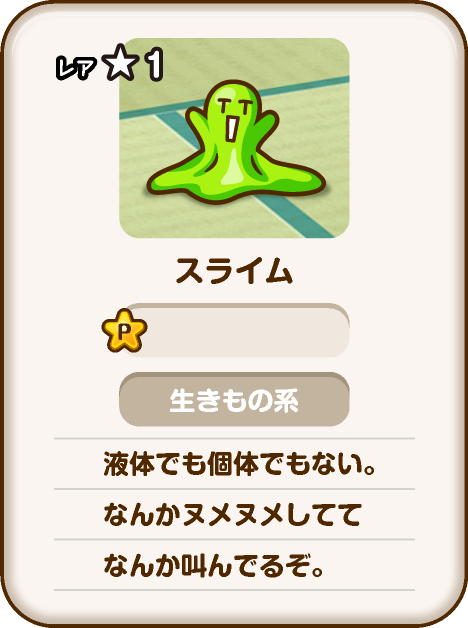 レア★1
スライム
P
生きもの系
液体でも個体でもない。
なんかヌメヌメしてて
なんか叫んでるぞ。